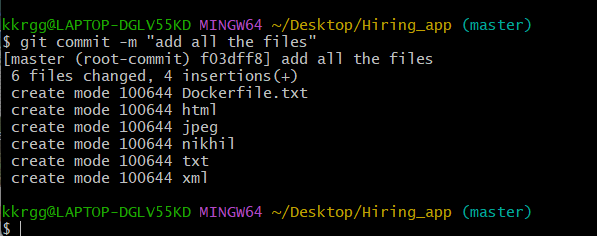 kkrgg@LAPTOP-DGLV55KD MINGW64 ~/Desktop/Hiring_app (master)
$ git commit -m "add all the files"
[master (root-commit) f03dff8] add all the files
 6 files changed, 4 insertions(+)
 create mode 100644 Dockerfile.txt
 create mode 100644 html
 create mode 100644 jpeg
 create mode 100644 nikhil
 create mode 100644 txt
 create mode 100644 xml
kkrgg@LAPTOP-DGLV55KD MINGW64 ~/Desktop/Hiring_app (master)
$